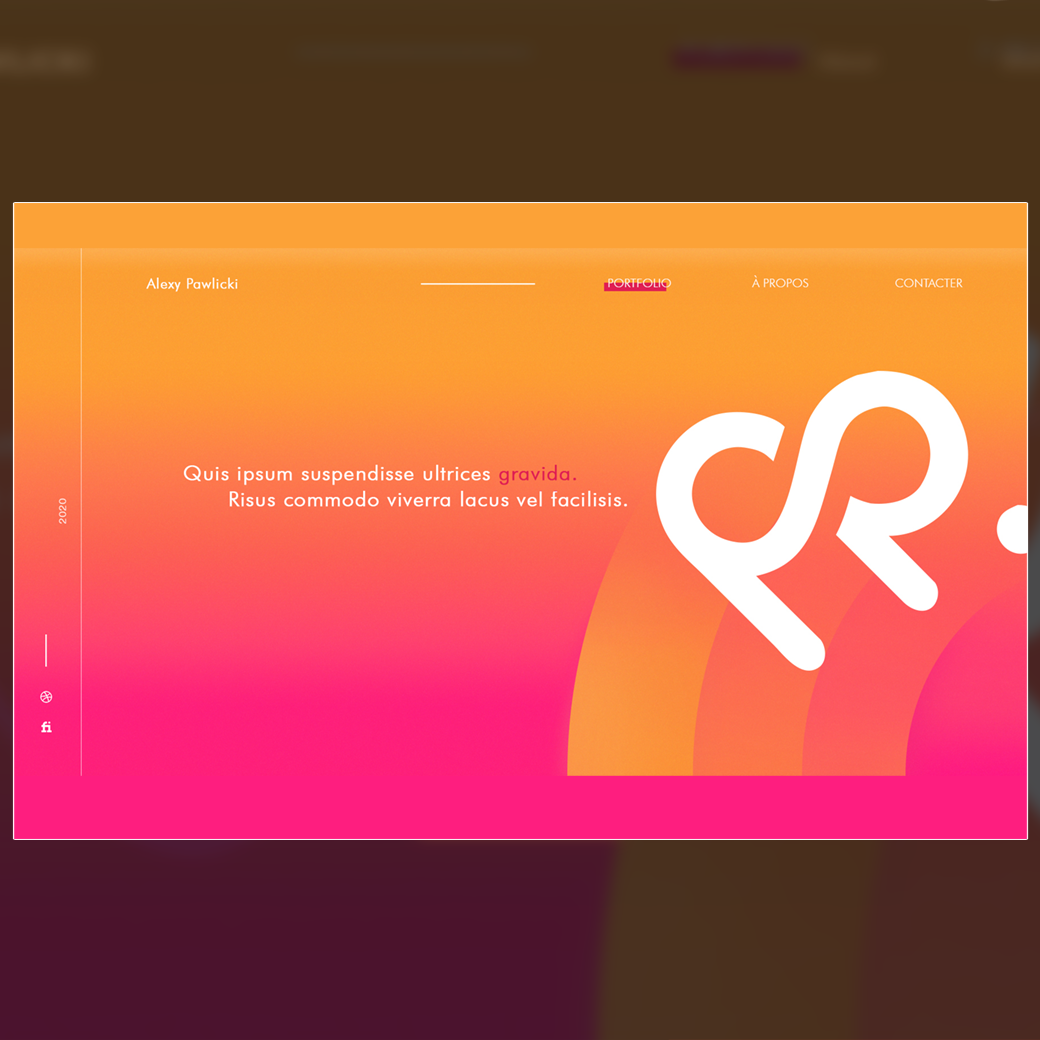 Alexy Pawlicki
PORTFOLIO
À PROPOS
CONTACTER
Quis ipsum suspendisse ultrices gravida.
Risus commodo viverra lacus vel facilisis.
2020
fi